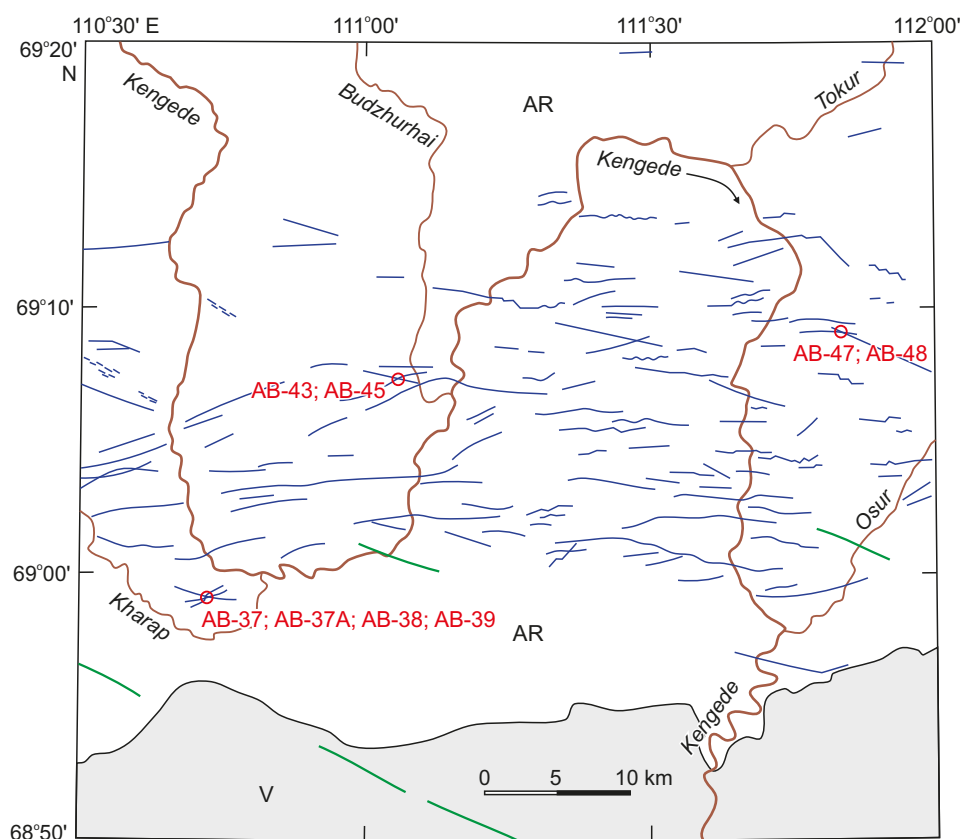 110°30' E
111°00'
111°30'
112°00'
69°20'
N
Kengede
Budzhurhai
AR
Tokur
Kengede
69°10'
AB-47; AB-48
AB-43; AB-45
Osur
69°00'
Kharap
AB-37; AB-37A; AB-38; AB-39
AR
Kengede
0 5 10 km
V
68°50'